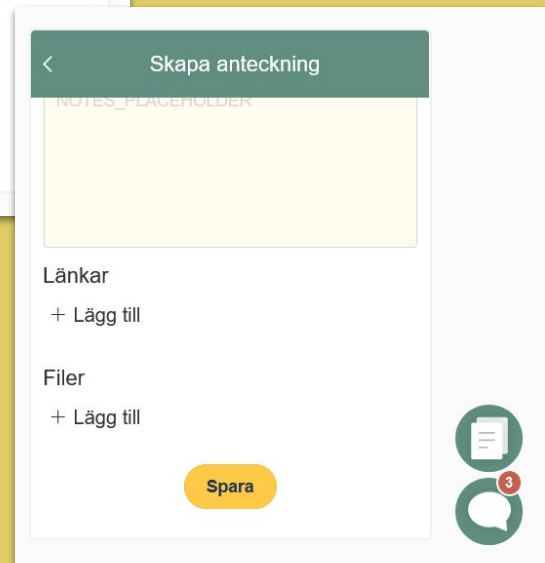 Skapa anteckning
NOTES_PLACEHOLDER
Länkar
+ Lägg till
Filer
+ Lägg till
Spara
3